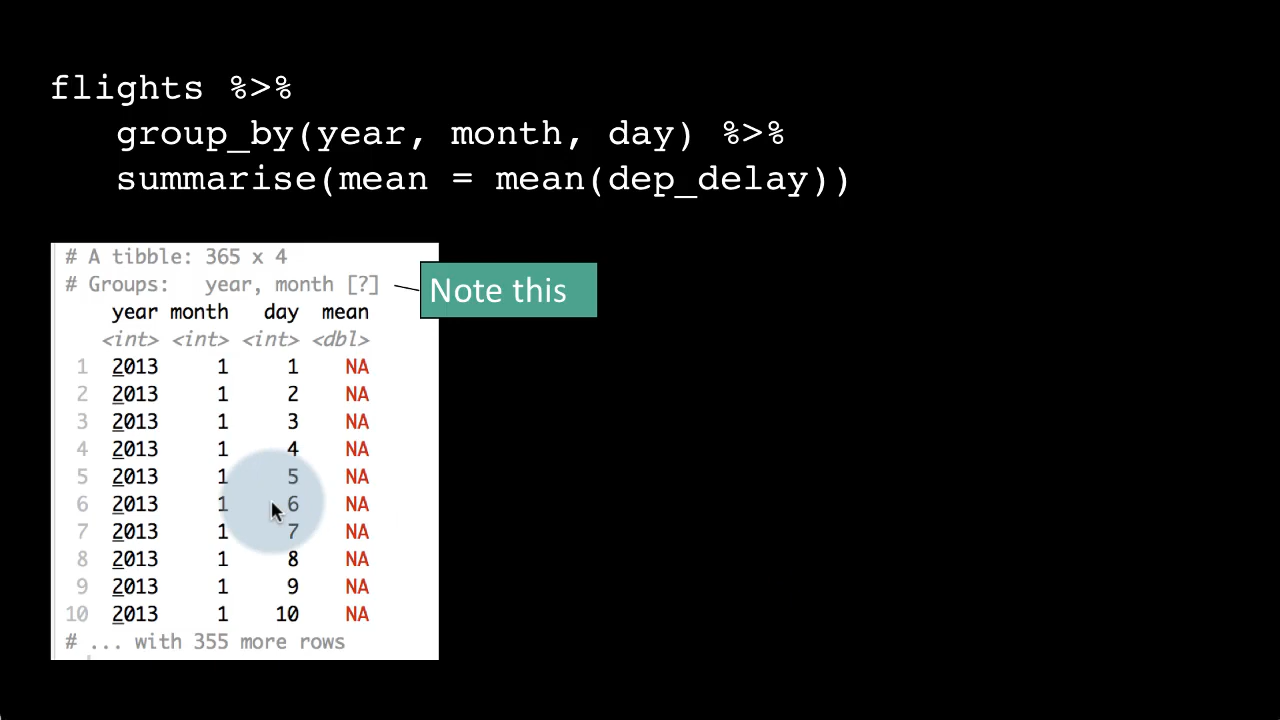 flights %>%
group_by(year, month, day) %>%
summarise(mean = mean(dep_delay))
# A tibble: 365 x 4
# Groups: year, month [?]
Note this
year month day mean
<int> <int> <int> <dbl>
1 2013 1 1 NA
2 2013 1 2 NA
3 2013 1 3 NA
4 2013 1 4 NA
5 2013 1 5 NA
6 2013 1 6 NA
7 2013 1 7 NA
8 2013 1 8 NA
9 2013 1 9 NA
10 2013 1 10 NA
# ... with 355 more rows